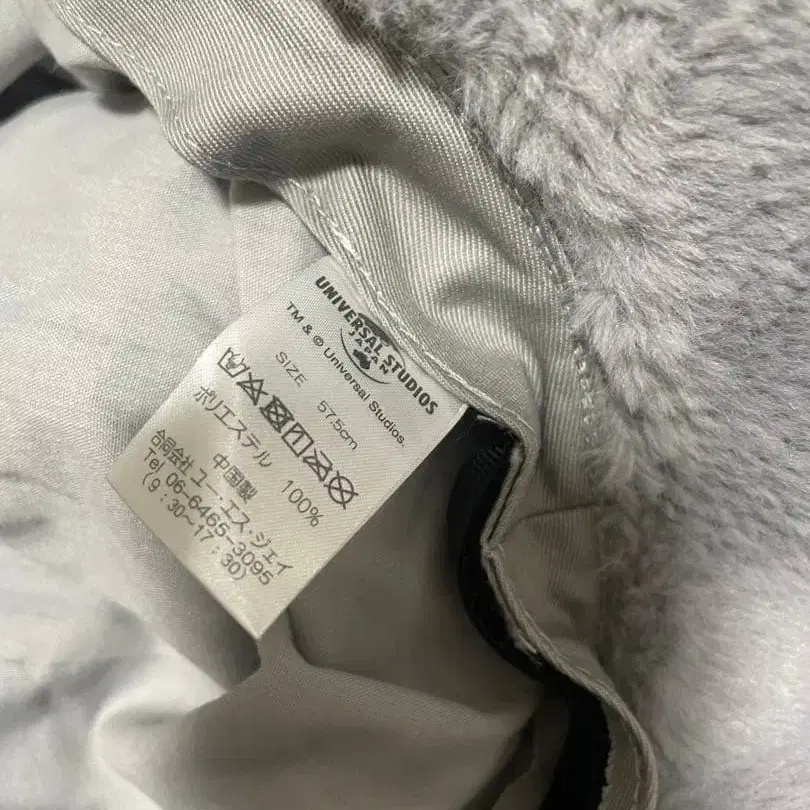 UNIVERSAL STUDIOS
JAPAN
TM & © Universal Studios.
SIZE 57.5cm
ポリエステル 100%
中国製
合同会社 ユー・エス・ジェイ
Tel 06-6465-3095
(9:30~17:30)